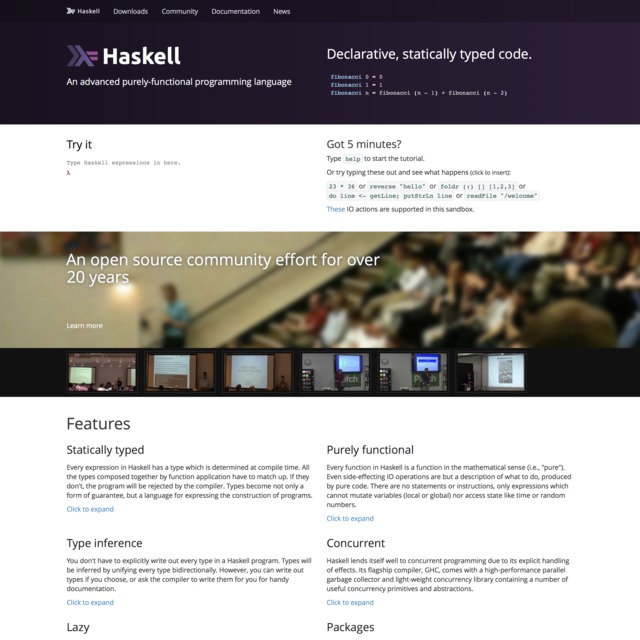 Haskell Downloads Community Documentation News
Haskell
An advanced purely-functional programming language
Declarative, statically typed code.
fibonacci 0 = 0
fibonacci 1 = 1
fibonacci n = fibonacci (n - 1) + fibonacci (n - 2)
Try it
Type Haskell expressions in here.
λ
Got 5 minutes?
Type help to start the tutorial.
Or try typing these out and see what happens (click to insert):
23 * 36 or reverse "hello" or foldr (:) [] [1,2,3] or
do line <- getLine; putStrLn line or readFile "/welcome"
These IO actions are supported in this sandbox.
An open source community effort for over
20 years
Learn more
Features
Statically typed
Every expression in Haskell has a type which is determined at compile time. All
the types composed together by function application have to match up. If they
don't, the program will be rejected by the compiler. Types become not only a
form of guarantee, but a language for expressing the construction of programs.
Click to expand
Purely functional
Every function in Haskell is a function in the mathematical sense (i.e., "pure").
Even side-effecting IO operations are but a description of what to do, produced
by pure code. There are no statements or instructions, only expressions which
cannot mutate variables (local or global) nor access state like time or random
numbers.
Click to expand
Type inference
You don't have to explicitly write out every type in a Haskell program. Types will
be inferred by unifying every type bidirectionally. However, you can write out
types if you choose, or ask the compiler to write them for you for handy
documentation.
Click to expand
Concurrent
Haskell lends itself well to concurrent programming due to its explicit handling
of effects. Its flagship compiler, GHC, comes with a high-performance parallel
garbage collector and light-weight concurrency library containing a number of
useful concurrency primitives and abstractions.
Click to expand
Lazy
Packages